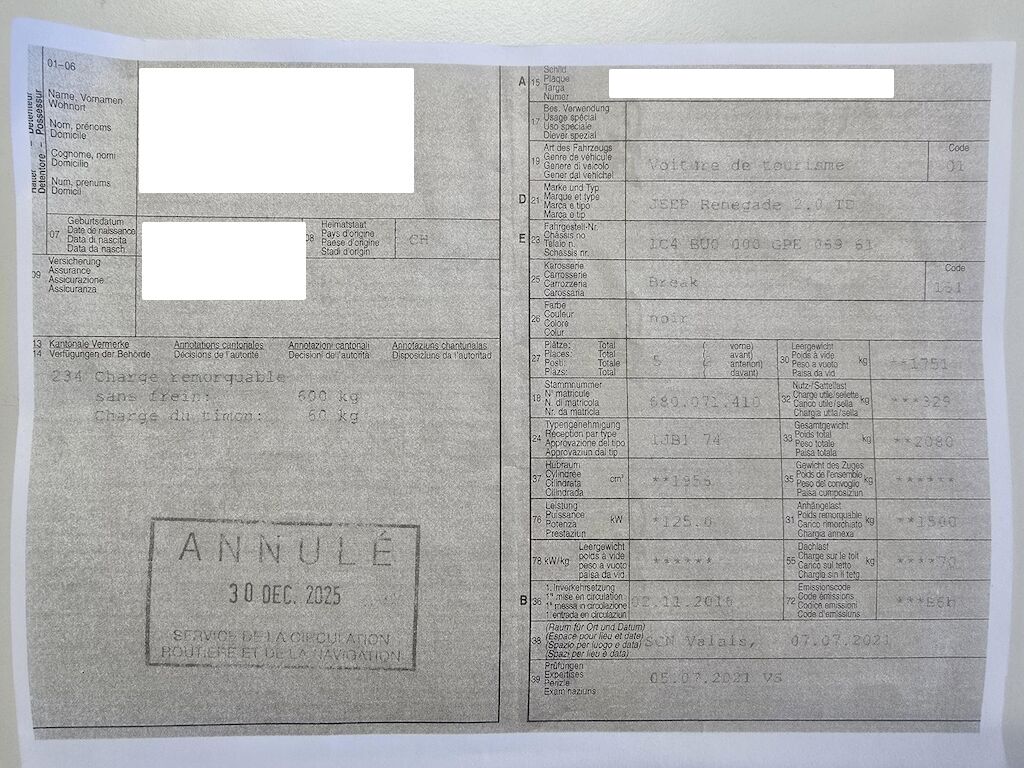 01-06
Halter - Détenteur
Detentore - Possessur
Name, Vornamen
Wohnort
Nom, prénoms
Domicile
Cognome, nomi
Domicilio
Num, prenums
Domicil
07
Geburtsdatum
Date de naissance
Data di nascita
Data da nasch.
08
Heimatstaat
Pays d'origine
Paese d'origine
Stadi d'origin
CH
09
Versicherung
Assurance
Assicurazione
Assicuranza
13 Kantonale Vermerke Annotations cantonales Annotazioni cantonali Annotaziuns chantunalas
14 Verfügungen der Behörde Décisions de l'autorité Decisioni dell'autorità Disposiziuns da l'autoritad
234 Charge remorquable
sans frein: 600 kg
Charge du timon: 60 kg
ANNULÉ
30 DEC. 2025
SERVICE DE LA CIRCULATION
ROUTIÈRE ET DE LA NAVIGATION
A 15
Schild
Plaque
Targa
Numer
17
Bes. Verwendung
Usage spécial
Uso speciale
Diever spezial
19
Art des Fahrzeugs
Genre de véhicule
Genere di veicolo
Gener dal vehichel
Voiture de tourisme
Code
01
D 21
Marke und Typ
Marque et type
Marca e tipo
Marca e tip
JEEP Renegade 2.0 TD
E 23
Fahrgestell-Nr.
Châssis no
Telaio n.
Schassis nr.
1C4 BU0 000 GPE 069 61
25
Karosserie
Carrosserie
Carrozzeria
Carossaria
Break
Code
151
26
Farbe
Couleur
Colore
Colur
noir
27
Plätze: Total
Places: Total
Posti: Totale
Plazs: Total
5
( vorne)
( avant)
( anterion)
( davant)
30
Leergewicht
Poids à vide
Peso a vuoto
Paisa da vid
kg
**1751
18
Stammnummer
N° matricule
N. di matricola
Nr. da matricla
680.071.410
32
Nutz-/Sattellast
Charge utile/sellette
Carico utile/sella
Chargia utila/sella
kg
***329
24
Typengenehmigung
Réception par type
Approvazione del tipo
Approvaziun dal tip
1JB1 74
33
Gesamtgewicht
Poids total
Peso totale
Paisa totala
kg
**2080
37
Hubraum
Cylindrée
Cilindrata
Cilindrada
cm³
**1956
35
Gewicht des Zuges
Poids de l'ensemble
Peso del convoglio
Paisa cumposiziun
kg
******
76
Leistung
Puissance
Potenza
Prestaziun
kW
*125.0
31
Anhängelast
Poids remorquable
Carico rimorchiato
Chargia annexa
kg
**1500
78 kW/kg
Leergewicht
poids à vide
peso a vuoto
paisa da vid
******
55
Dachlast
Charge sur le toit
Carico sul tetto
Chargia sin il tetg
kg
****70
B 36
1. Inverkehrsetzung
1re mise en circulation
1a messa in circolazione
1 entrada en circulaziun
02.11.2016
72
Emissionscode
Code émissions
Codice emissioni
Code d'emissiuns
***B6H
38
(Raum für Ort und Datum)
(Espace pour lieu et date)
(Spazio per luogo e data)
(Spazi per lieu e data)
SCN Valais, 07.07.2021
39
Prüfungen
Expertises
Perizie
Examinaziuns
05.07.2021 VS